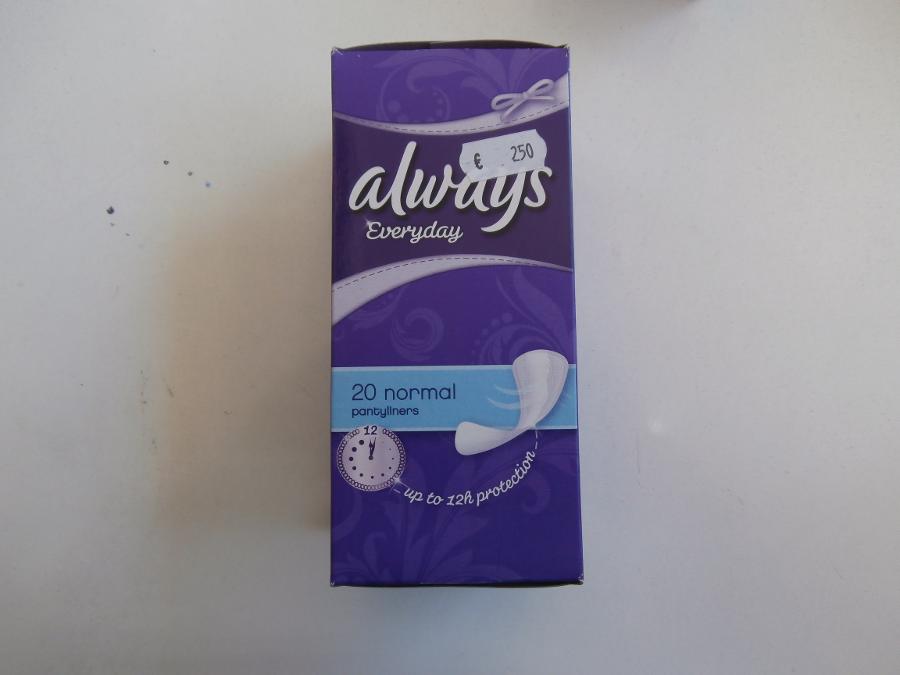 € 250
always
Everyday
20 normal
pantyliners
12
up to 12h protection